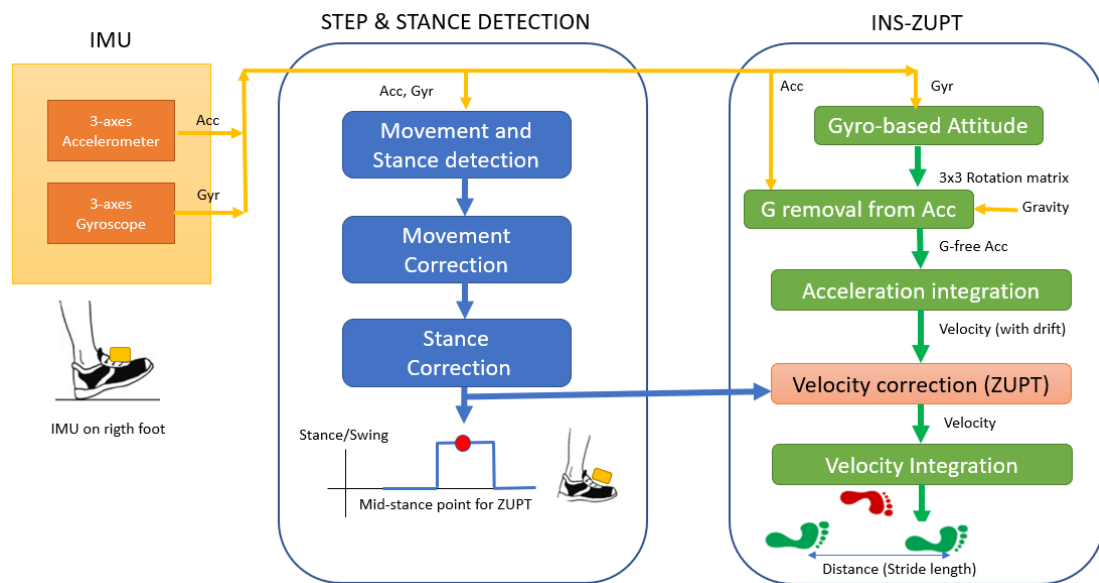 IMU
3-axes
Accelerometer
Acc
3-axes
Gyroscope
Gyr
IMU on rigth foot
STEP & STANCE DETECTION
Acc, Gyr
Movement and
Stance detection
Movement
Correction
Stance
Correction
Stance/Swing
Mid-stance point for ZUPT
INS-ZUPT
Acc
Gyr
Gyro-based Attitude
3x3 Rotation matrix
G removal from Acc
Gravity
G-free Acc
Acceleration integration
Velocity (with drift)
Velocity correction (ZUPT)
Velocity
Velocity Integration
Distance (Stride length)